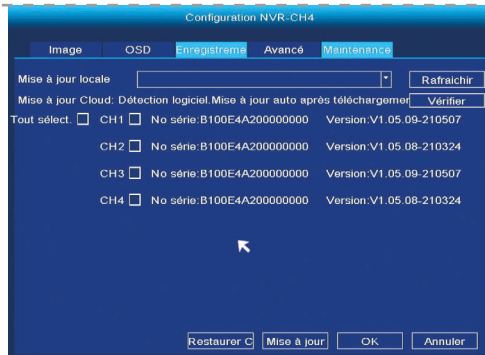 Configuration NVR-CH4
Image OSD Enregistreme Avancé Maintenance
Mise à jour locale Rafraichir
Mise à jour Cloud: Détection logiciel.Mise à jour auto après téléchargemer Vérifier
Tout sélect. CH1 No série:B100E4A200000000 Version:V1.05.09-210507
CH2 No série:B100E4A200000000 Version:V1.05.08-210324
CH3 No série:B100E4A200000000 Version:V1.05.09-210507
CH4 No série:B100E4A200000000 Version:V1.05.08-210324
Restaurer C Mise à jour OK Annuler